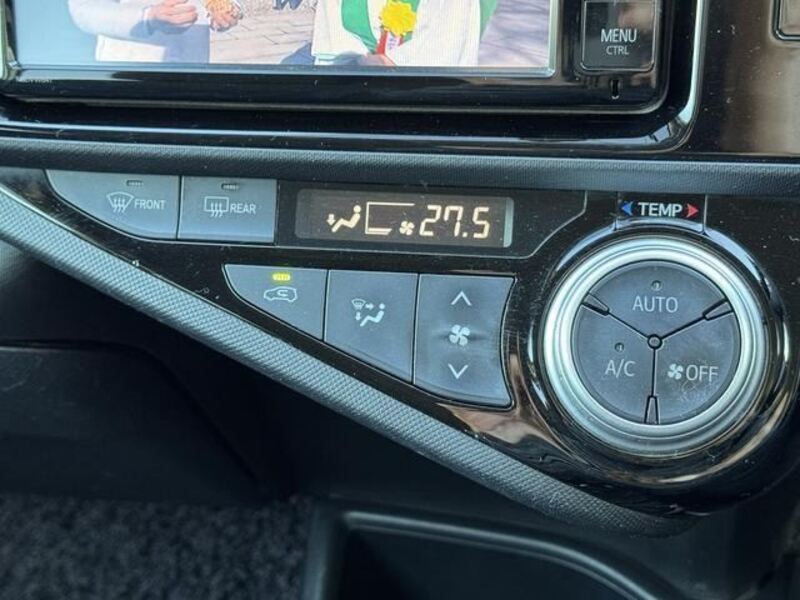 MENU
CTRL
FRONT
REAR
27.5
TEMP
AUTO
A/C
OFF